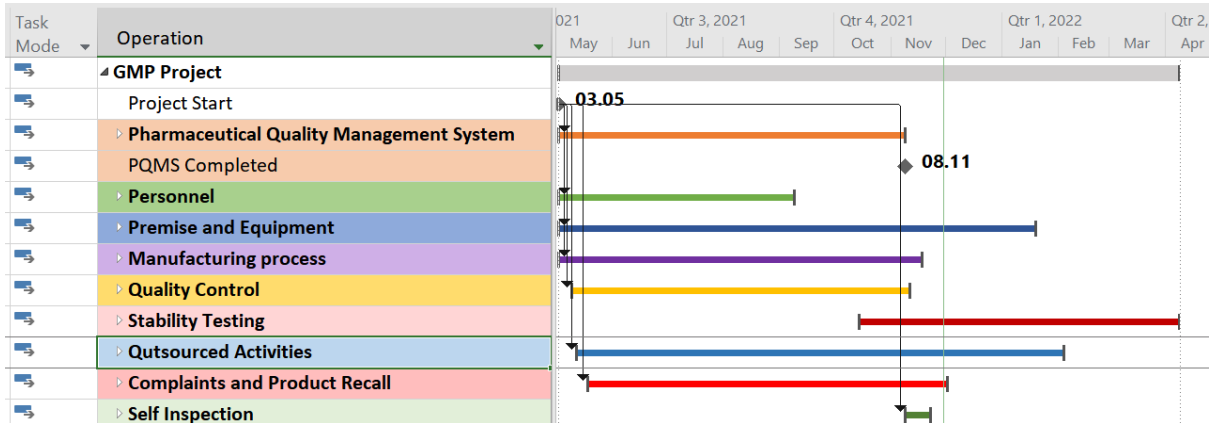 Task
Mode
Operation
021
Qtr 3, 2021
Qtr 4, 2021
Qtr 1, 2022
Qtr 2,
May Jun Jul Aug Sep Oct Nov Dec Jan Feb Mar Apr
GMP Project
Project Start
03.05
Pharmaceutical Quality Management System
PQMS Completed
08.11
Personnel
Premise and Equipment
Manufacturing process
Quality Control
Stability Testing
Qutsourced Activities
Complaints and Product Recall
Self Inspection